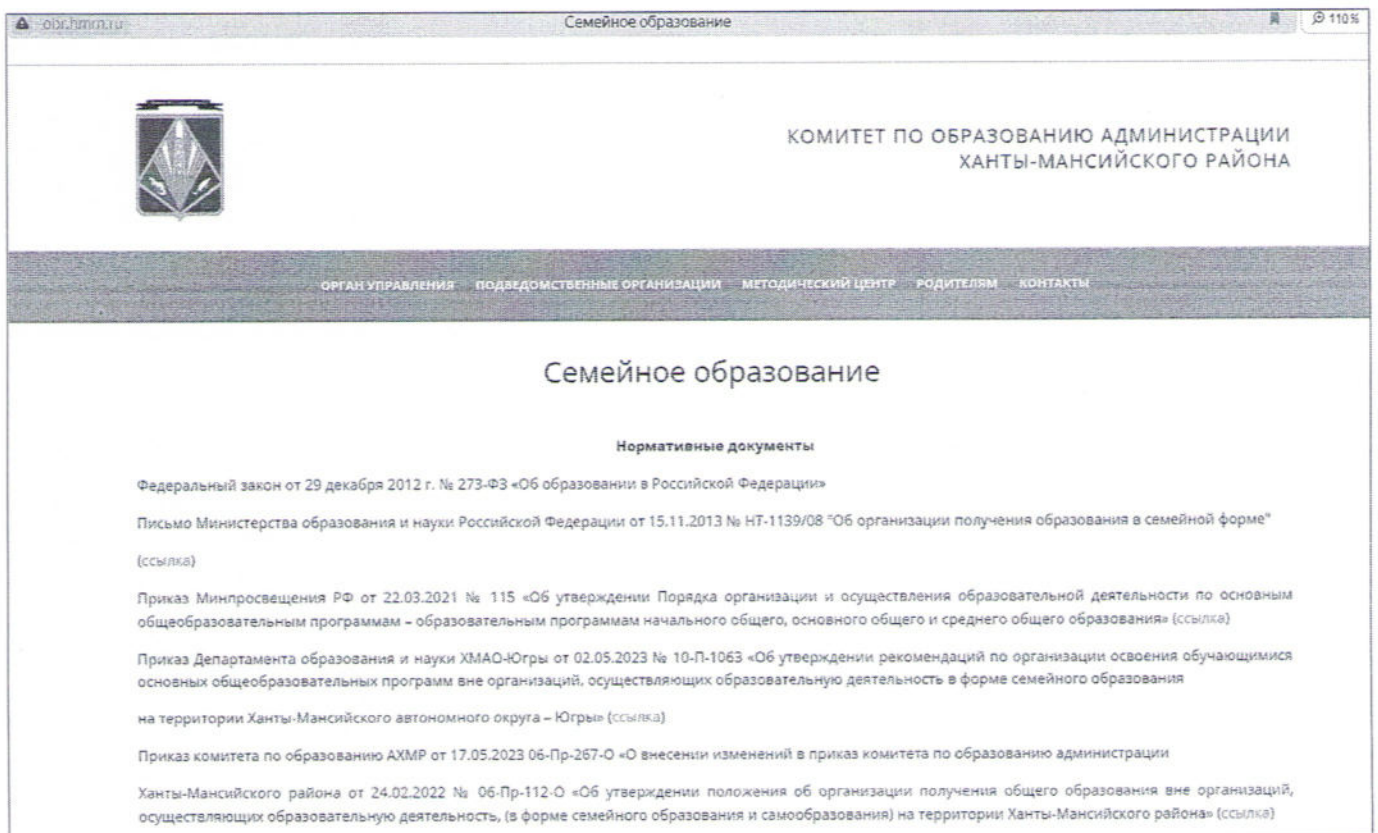 obr.hmrn.ru
Семейное образование
110 %
КОМИТЕТ ПО ОБРАЗОВАНИЮ АДМИНИСТРАЦИИ
ХАНТЫ-МАНСИЙСКОГО РАЙОНА
ОРГАН УПРАВЛЕНИЯ ПОДВЕДОМСТВЕННЫЕ ОРГАНИЗАЦИИ МЕТОДИЧЕСКИЙ ЦЕНТР РОДИТЕЛЯМ КОНТАКТЫ
Семейное образование
Нормативные документы
Федеральный закон от 29 декабря 2012 г. № 273-ФЗ «Об образовании в Российской Федерации»
Письмо Министерства образования и науки Российской Федерации от 15.11.2013 № НТ-1139/08 "Об организации получения образования в семейной форме"
(ссылка)
Приказ Минпросвещения РФ от 22.03.2021 № 115 «Об утверждении Порядка организации и осуществления образовательной деятельности по основным
общеобразовательным программам – образовательным программам начального общего, основного общего и среднего общего образования» (ссылка)
Приказ Департамента образования и науки ХМАО-Югры от 02.05.2023 № 10-П-1063 «Об утверждении рекомендаций по организации освоения обучающимися
основных общеобразовательных программ вне организаций, осуществляющих образовательную деятельность в форме семейного образования
на территории Ханты-Мансийского автономного округа – Югры» (ссылка)
Приказ комитета по образованию АХМР от 17.05.2023 06-Пр-267-О «О внесении изменений в приказ комитета по образованию администрации
Ханты-Мансийского района от 24.02.2022 № 06-Пр-112-О «Об утверждении положения об организации получения общего образования вне организаций,
осуществляющих образовательную деятельность, (в форме семейного образования и самообразования) на территории Ханты-Мансийского района» (ссылка)